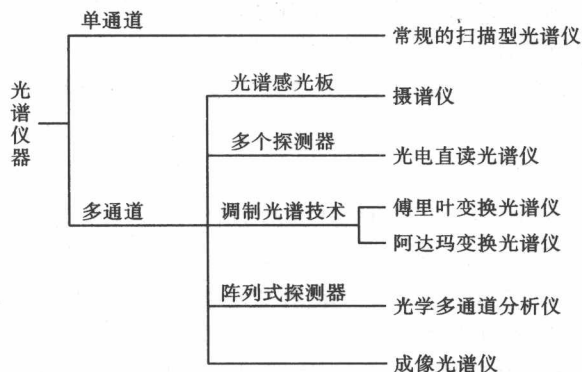 光谱仪器
单通道
常规的扫描型光谱仪
光谱感光板
摄谱仪
多个探测器
光电直读光谱仪
多通道
调制光谱技术
傅里叶变换光谱仪
阿达玛变换光谱仪
阵列式探测器
光学多通道分析仪
成像光谱仪